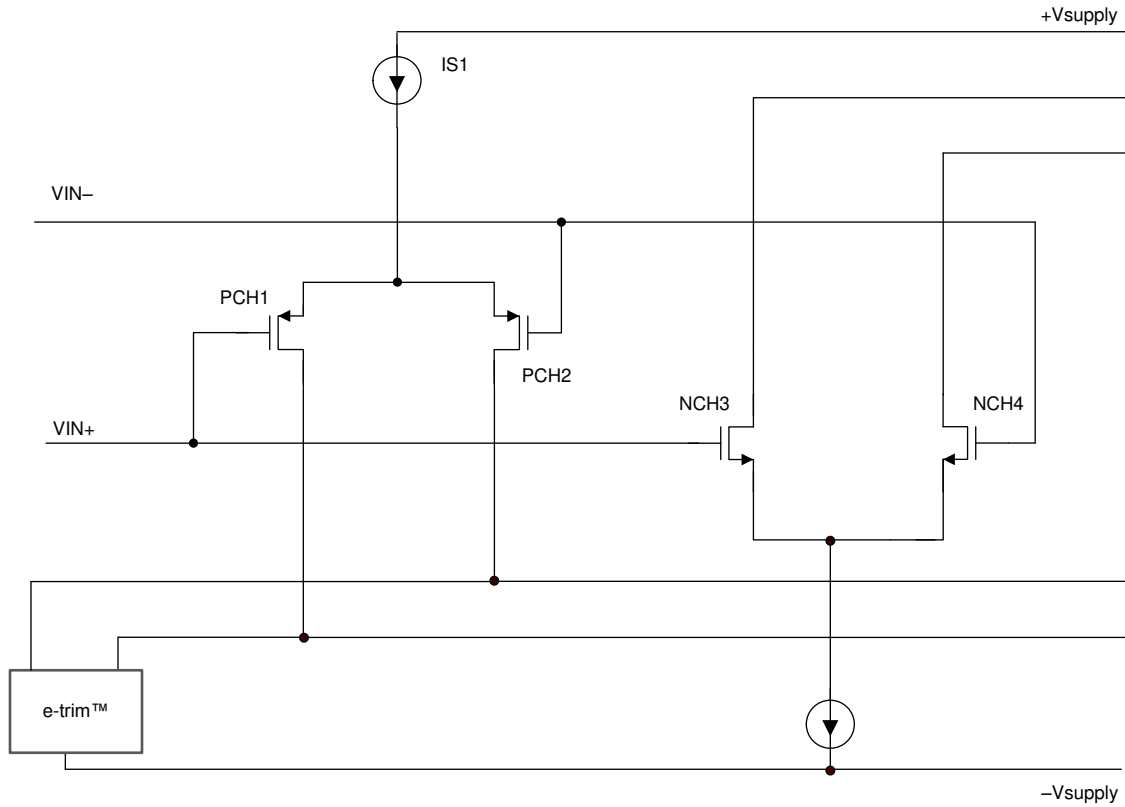 +Vsupply
IS1
VIN–
PCH1
PCH2
NCH3
NCH4
VIN+
e-trim™
–Vsupply